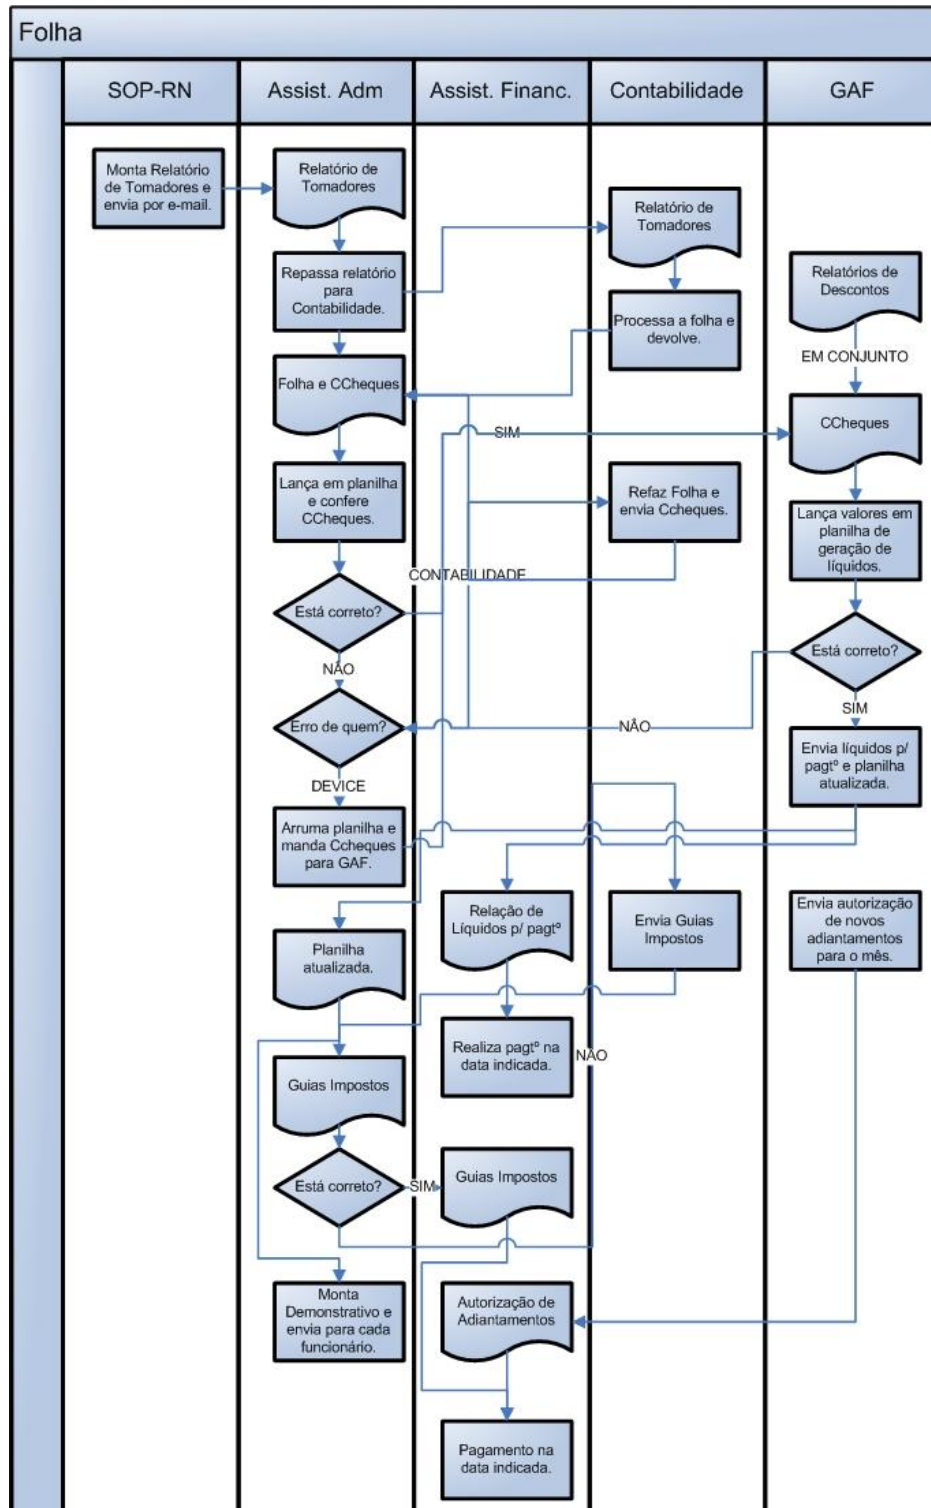 Folha
SOP-RN
Assist. Adm
Assist. Financ.
Contabilidade
GAF
Monta Relatório
de Tomadores e
envia por e-mail.
Relatório de
Tomadores
Relatório de
Tomadores
Repassa relatório
para
Contabilidade.
Relatórios de
Descontos
Processa a folha e
devolve.
EM CONJUNTO
Folha e CCheques
SIM
CCheques
Lança em planilha
e confere
CCheques.
Refaz Folha e
envia Ccheques.
Lança valores em
planilha de
geração de
líquidos.
CONTABILIDADE
Está correto?
Está correto?
NÃO
SIM
Erro de quem?
NÃO
Envia líquidos p/
pagtº e planilha
atualizada.
DEVICE
Arruma planilha e
manda Ccheques
para GAF.
Relação de
Líquidos p/ pagtº
Envia Guias
Impostos
Envia autorização
de novos
adiantamentos
para o mês.
Planilha
atualizada.
Realiza pagtº na
data indicada.
NÃO
Guias Impostos
Está correto?
SIM
Guias Impostos
Monta
Demonstrativo e
envia para cada
funcionário.
Autorização de
Adiantamentos
Pagamento na
data indicada.